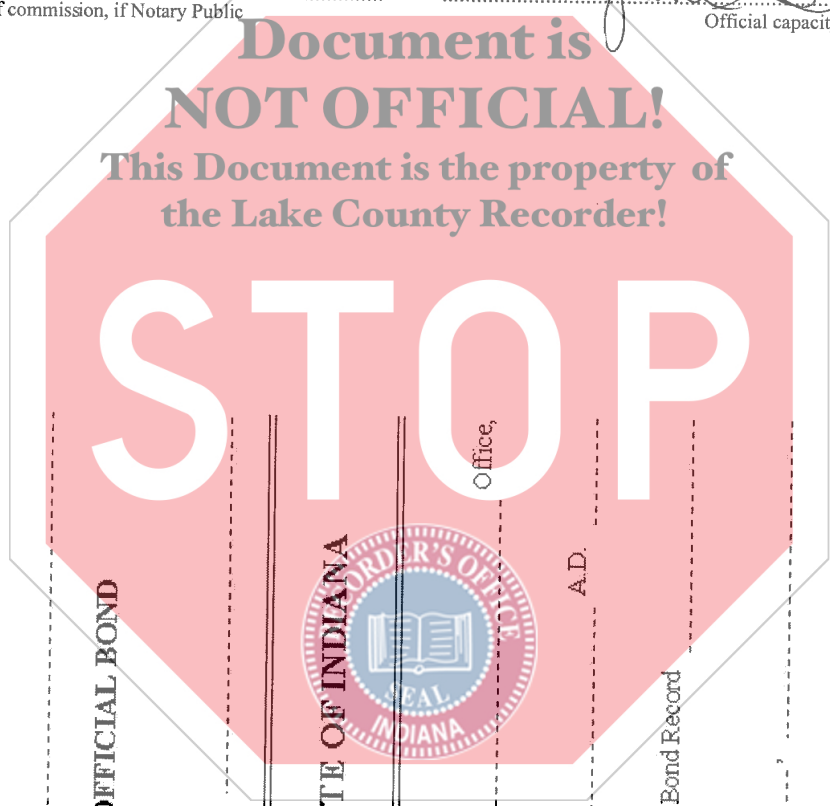 f commission, if Notary Public
Official capacit
Document is
NOT OFFICIAL!
This Document is the property of
the Lake County Recorder!
STOP
OFFICIAL BOND
TE OF INDIANA
Office,
A.D.
Bond Record
CORDER'S OFFICE
SEAL
INDIANA